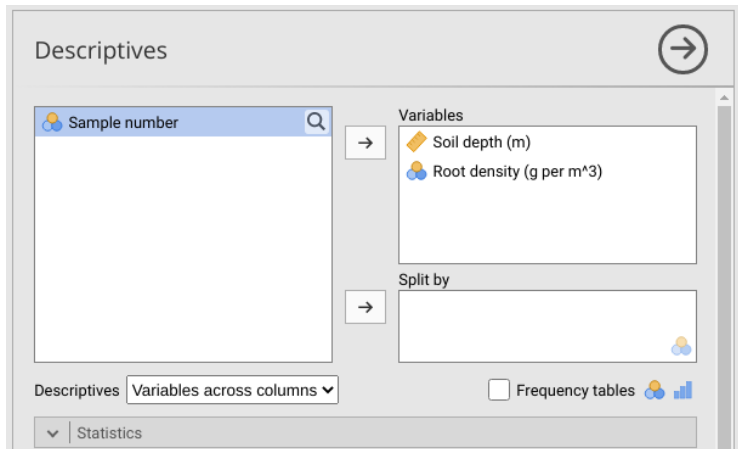 Descriptives
Sample number
Variables
Soil depth (m)
Root density (g per m^3)
Split by
Descriptives Variables across columns
Frequency tables
Statistics